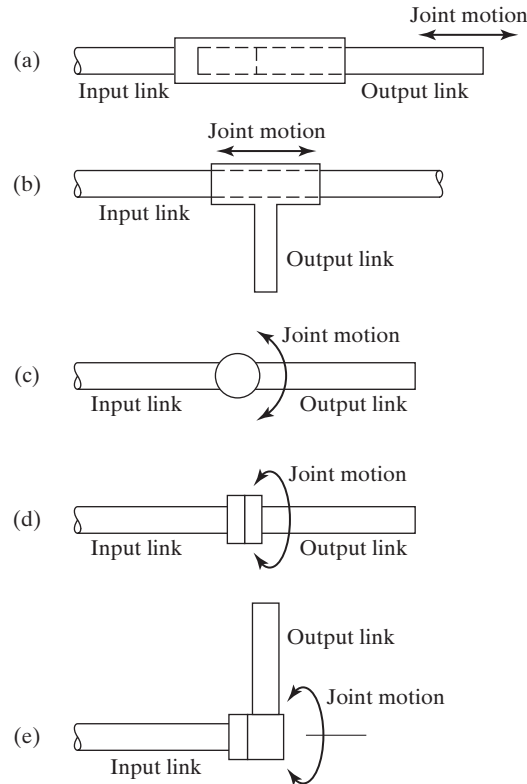 Joint motion
(a)
Input link
Output link
Joint motion
(b)
Input link
Output link
Joint motion
(c)
Input link
Output link
Joint motion
(d)
Input link
Output link
Output link
Joint motion
(e)
Input link